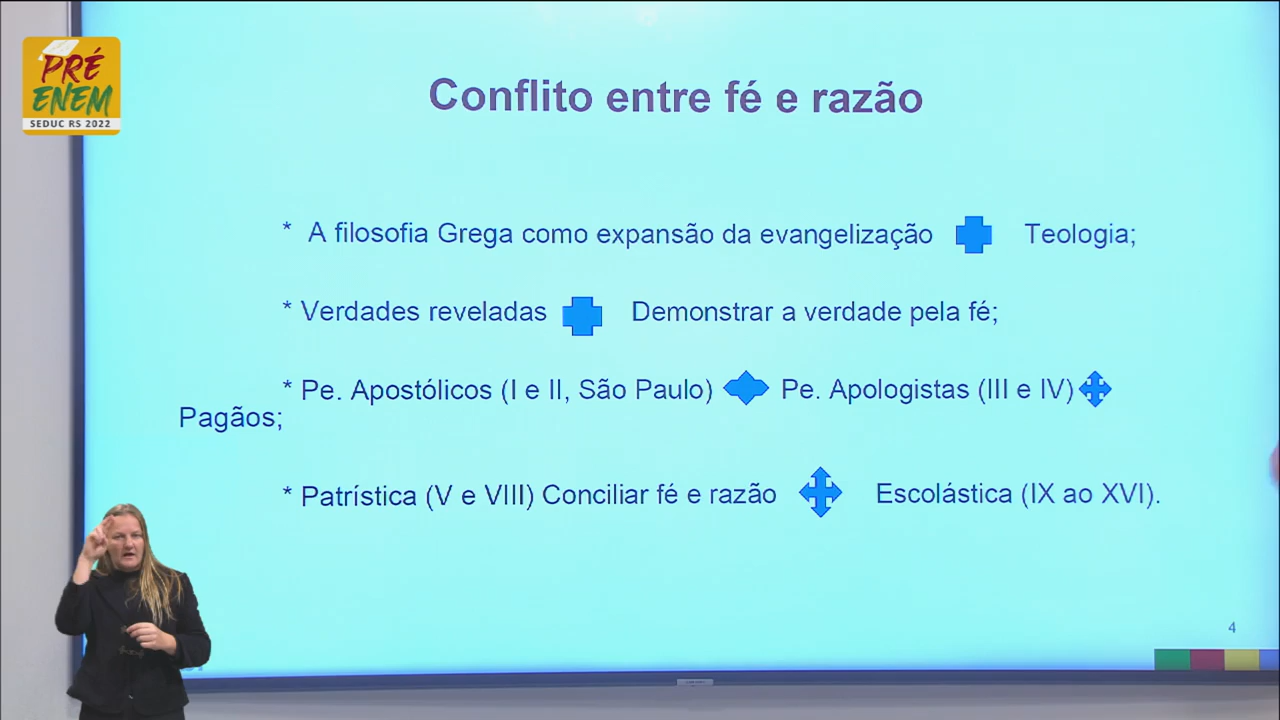 PRÉ
ENEM
SEDUC RS 2022
Conflito entre fé e razão
* A filosofia Grega como expansão da evangelização Teologia;
* Verdades reveladas Demonstrar a verdade pela fé;
* Pe. Apostólicos (I e II, São Paulo) Pe. Apologistas (III e IV)
Pagãos;
* Patrística (V e VIII) Conciliar fé e razão Escolástica (IX ao XVI).
4